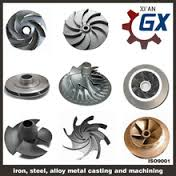 XI'AN
GX
ISO9001
Iron, steel, alloy metal casting and machining